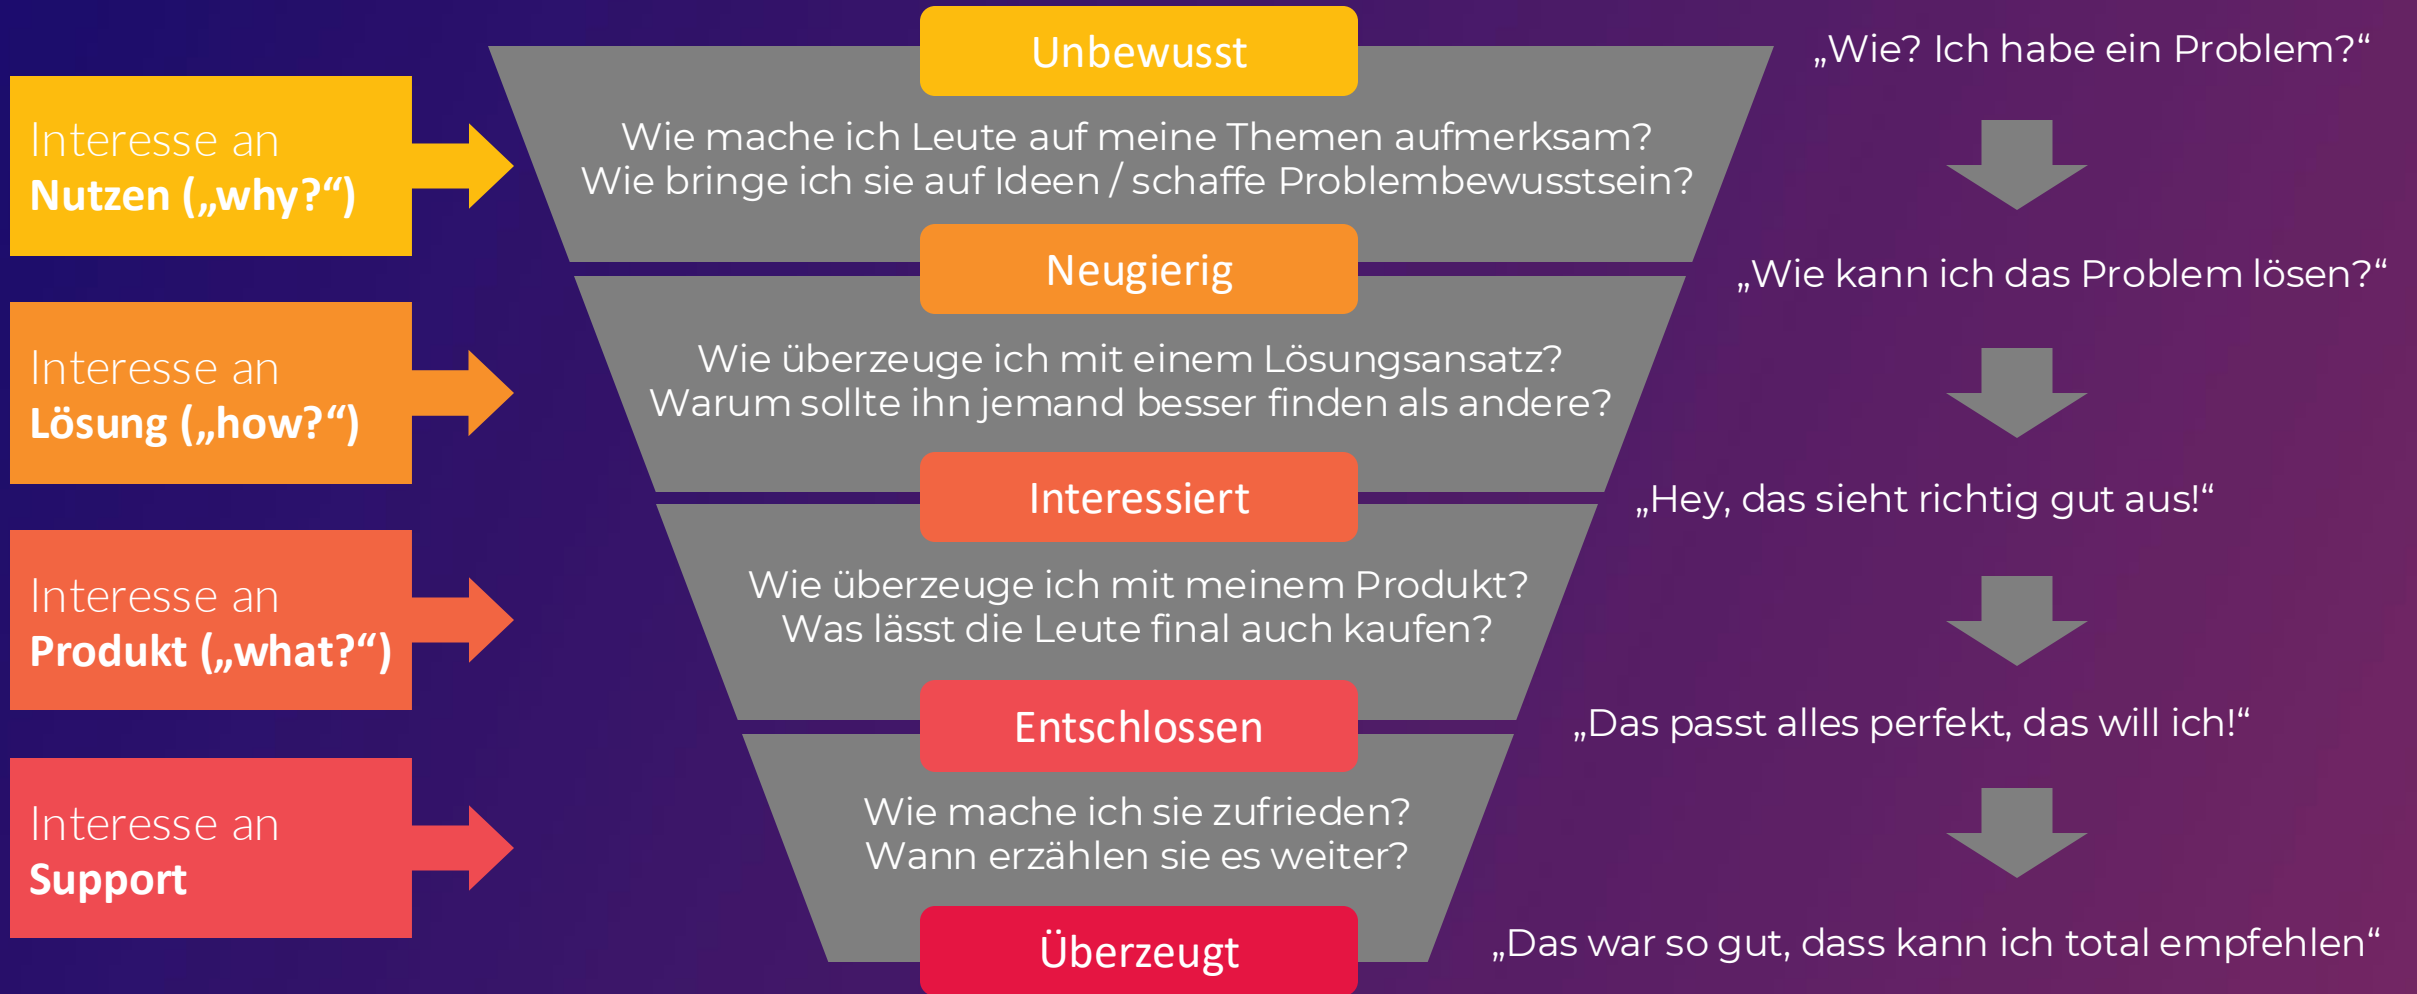 Unbewusst
„Wie? Ich habe ein Problem?“
Interesse an
Nutzen („why?“)
Wie mache ich Leute auf meine Themen aufmerksam?
Wie bringe ich sie auf Ideen / schaffe Problembewusstsein?
Neugierig
„Wie kann ich das Problem lösen?“
Interesse an
Lösung („how?“)
Wie überzeuge ich mit einem Lösungsansatz?
Warum sollte ihn jemand besser finden als andere?
Interessiert
„Hey, das sieht richtig gut aus!“
Interesse an
Produkt („what?“)
Wie überzeuge ich mit meinem Produkt?
Was lässt die Leute final auch kaufen?
Entschlossen
„Das passt alles perfekt, das will ich!“
Interesse an
Support
Wie mache ich sie zufrieden?
Wann erzählen sie es weiter?
Überzeugt
„Das war so gut, dass kann ich total empfehlen“